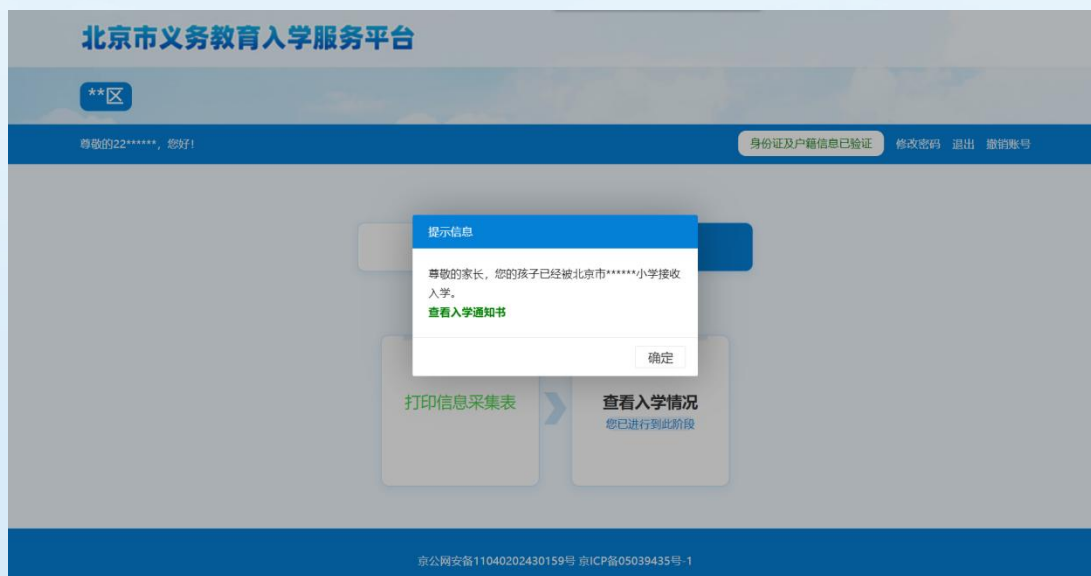 北京市义务教育入学服务平台
**区
尊敬的22******，您好!
身份证及户籍信息已验证 修改密码 退出 撤销账号
提示信息
尊敬的家长，您的孩子已经被北京市******小学接收
入学。
查看入学通知书
确定
打印信息采集表
查看入学情况
您已进行到此阶段
京公网安备11040202430159号 京ICP备05039435号-1